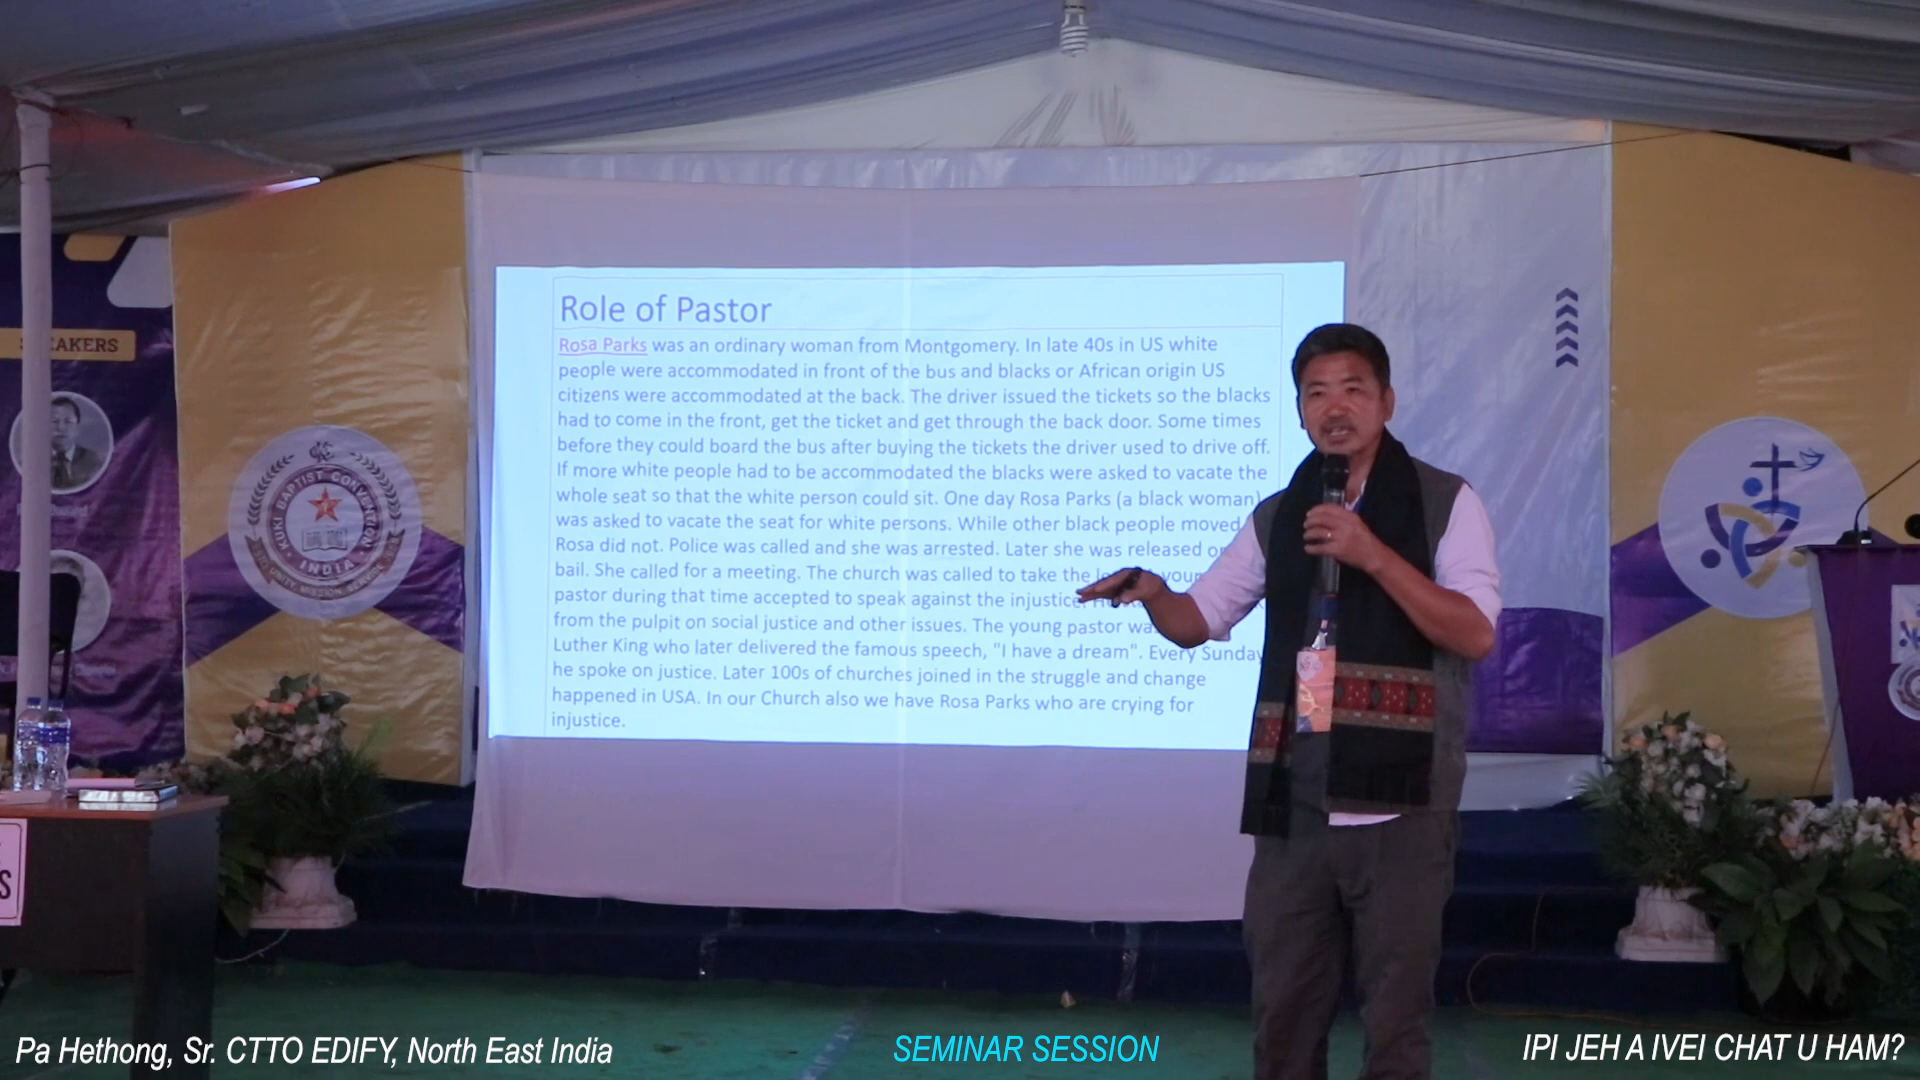 Role of Pastor
Rosa Parks was an ordinary woman from Montgomery. In late 40s in US white
people were accommodated in front of the bus and blacks or African origin US
citizens were accommodated at the back. The driver issued the tickets so the blacks
had to come in the front, get the ticket and get through the back door. Some times
before they could board the bus after buying the tickets the driver used to drive off.
If more white people had to be accommodated the blacks were asked to vacate the
whole seat so that the white person could sit. One day Rosa Parks (a black woman)
was asked to vacate the seat for white persons. While other black people moved
Rosa did not. Police was called and she was arrested. Later she was released
bail. She called for a meeting. The church was called to take the
pastor during that time accepted to speak against the injustice.
from the pulpit on social justice and other issues. The young pastor
Luther King who later delivered the famous speech, "I have a dream". Every Sunday
he spoke on justice. Later 100s of churches joined in the struggle and change
happened in USA. In our Church also we have Rosa Parks who are crying for
injustice.
KUKI BAPTIST CONVENTION
INDIA
UNITY, MISSION, SERVICE
Pa Hethong, Sr. CTTO EDIFY, North East India
SEMINAR SESSION
IPI JEH A IVEI CHAT U HAM?